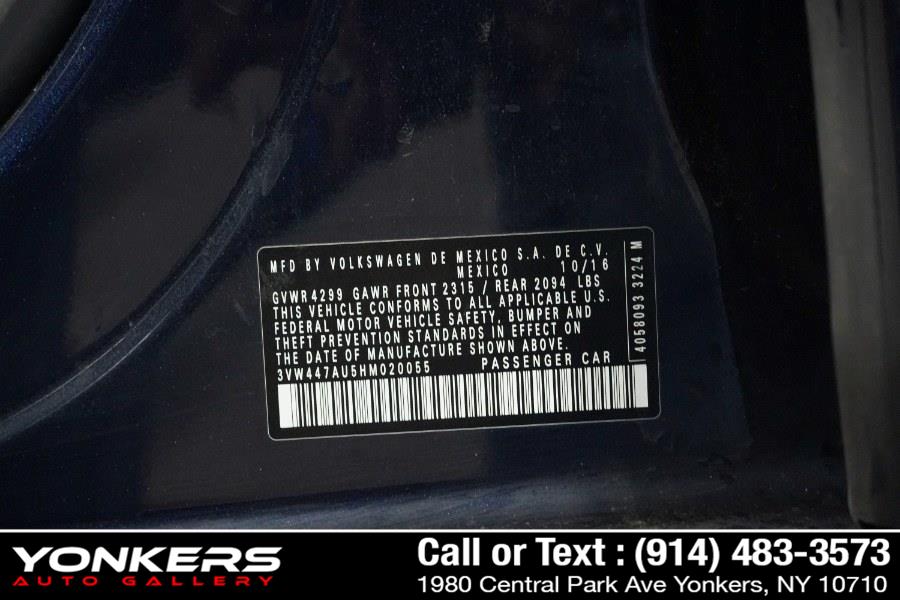 MFD BY VOLKSWAGEN DE MEXICO S.A. DE C.V.
MEXICO 10/16
GVWR 4299 GAWR FRONT 2315 / REAR 2094 LBS
THIS VEHICLE CONFORMS TO ALL APPLICABLE U.S.
FEDERAL MOTOR VEHICLE SAFETY, BUMPER AND
THEFT PREVENTION STANDARDS IN EFFECT ON
THE DATE OF MANUFACTURE SHOWN ABOVE.
3VW447AU5HM020055 PASSENGER CAR
4058093 3224 M
YONKERS
AUTO GALLERY
Call or Text : (914) 483-3573
1980 Central Park Ave Yonkers, NY 10710